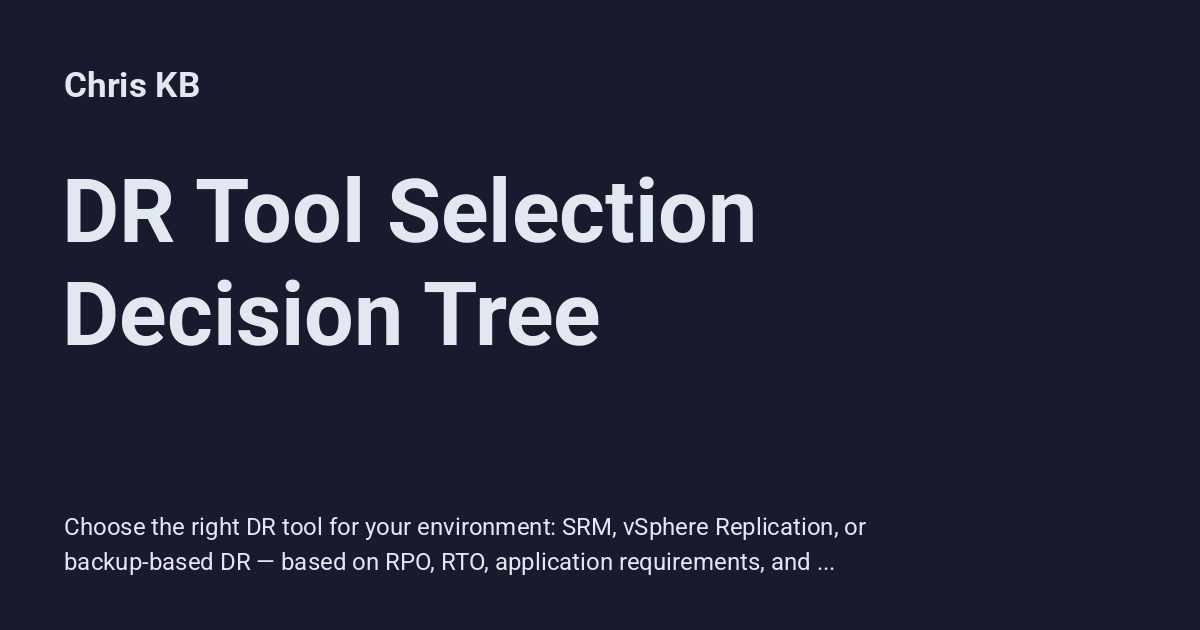 Chris KB
DR Tool Selection
Decision Tree
Choose the right DR tool for your environment: SRM, vSphere Replication, or
backup-based DR — based on RPO, RTO, application requirements, and ...